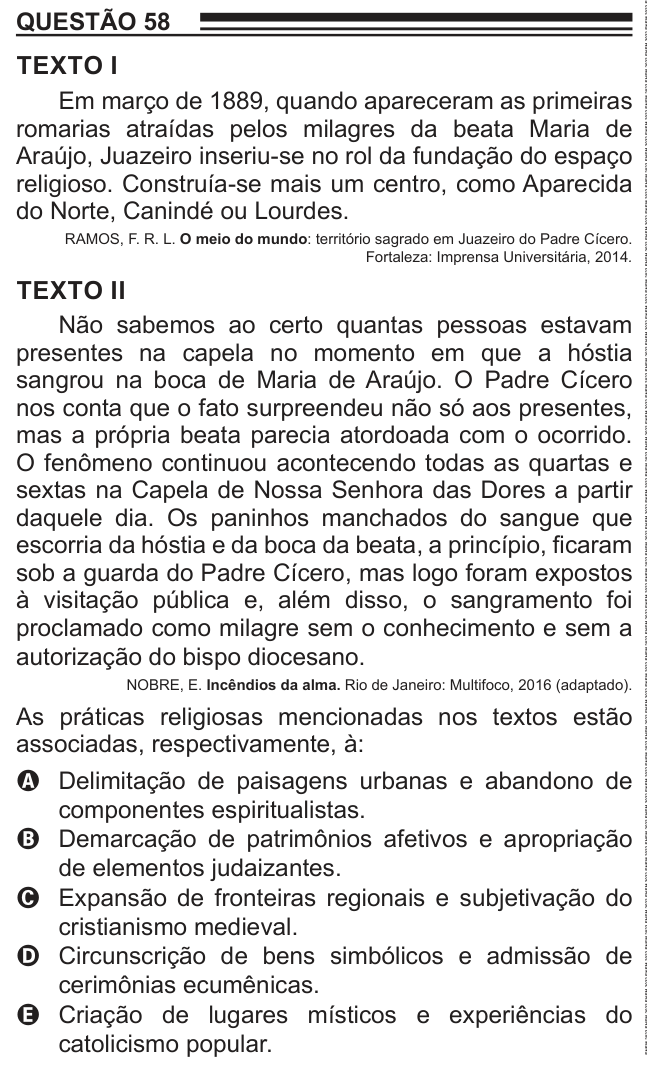 QUESTÃO 58
TEXTO I
Em março de 1889, quando apareceram as primeiras
romarias atraídas pelos milagres da beata Maria de
Araújo, Juazeiro inseriu-se no rol da fundação do espaço
religioso. Construía-se mais um centro, como Aparecida
do Norte, Canindé ou Lourdes.
RAMOS, F. R. L. O meio do mundo: território sagrado em Juazeiro do Padre Cícero.
Fortaleza: Imprensa Universitária, 2014.
TEXTO II
Não sabemos ao certo quantas pessoas estavam
presentes na capela no momento em que a hóstia
sangrou na boca de Maria de Araújo. O Padre Cícero
nos conta que o fato surpreendeu não só aos presentes,
mas a própria beata parecia atordoada com o ocorrido.
O fenômeno continuou acontecendo todas as quartas e
sextas na Capela de Nossa Senhora das Dores a partir
daquele dia. Os paninhos manchados do sangue que
escorria da hóstia e da boca da beata, a princípio, ficaram
sob a guarda do Padre Cícero, mas logo foram expostos
à visitação pública e, além disso, o sangramento foi
proclamado como milagre sem o conhecimento e sem a
autorização do bispo diocesano.
NOBRE, E. Incêndios da alma. Rio de Janeiro: Multifoco, 2016 (adaptado).
As práticas religiosas mencionadas nos textos estão
associadas, respectivamente, à:
A Delimitação de paisagens urbanas e abandono de
componentes espiritualistas.
B Demarcação de patrimônios afetivos e apropriação
de elementos judaizantes.
C Expansão de fronteiras regionais e subjetivação do
cristianismo medieval.
D Circunscrição de bens simbólicos e admissão de
cerimônias ecumênicas.
E Criação de lugares místicos e experiências do
catolicismo popular.